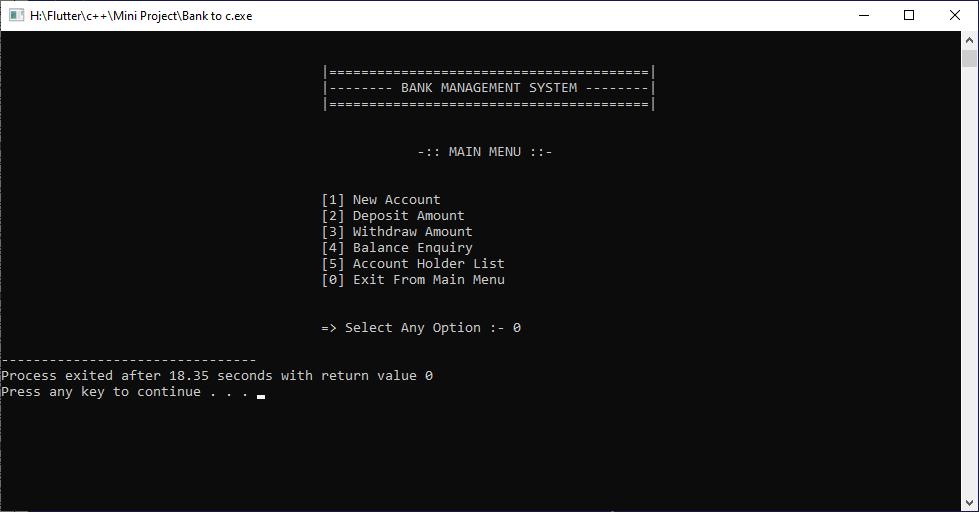 H:\Flutter\c++\Mini Project\Bank to c.exe
|========================================|
|-------- BANK MANAGEMENT SYSTEM --------|
|========================================|
-:: MAIN MENU ::-
[1] New Account
[2] Deposit Amount
[3] Withdraw Amount
[4] Balance Enquiry
[5] Account Holder List
[0] Exit From Main Menu
=> Select Any Option :- 0
--------------------------------
Process exited after 18.35 seconds with return value 0
Press any key to continue . . .